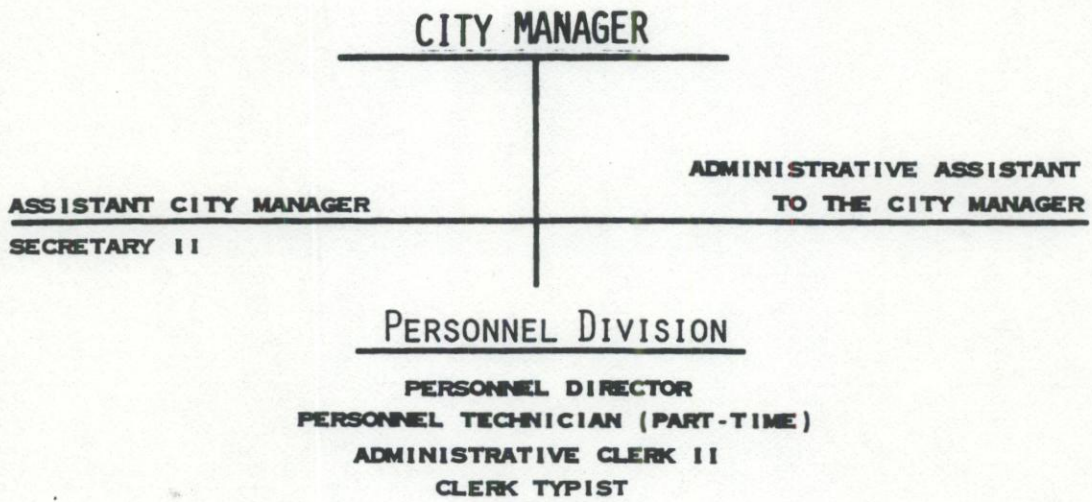 CITY MANAGER
ADMINISTRATIVE ASSISTANT
TO THE CITY MANAGER
ASSISTANT CITY MANAGER
SECRETARY II
PERSONNEL DIVISION
PERSONNEL DIRECTOR
PERSONNEL TECHNICIAN (PART-TIME)
ADMINISTRATIVE CLERK II
CLERK TYPIST